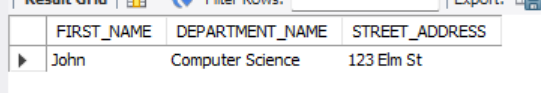 Result Grid Filter Rows: Export:
FIRST_NAME DEPARTMENT_NAME STREET_ADDRESS
John Computer Science 123 Elm St